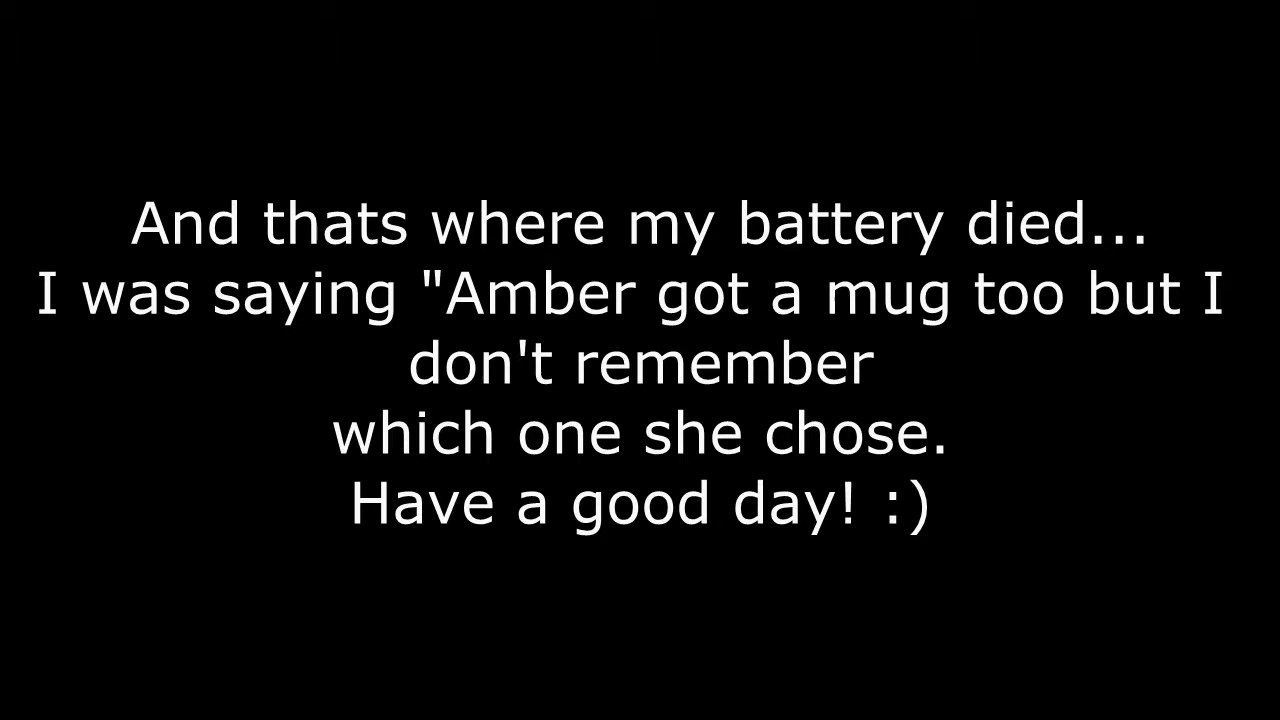 And thats where my battery died...
I was saying "Amber got a mug too but I
don't remember
which one she chose.
Have a good day! :)